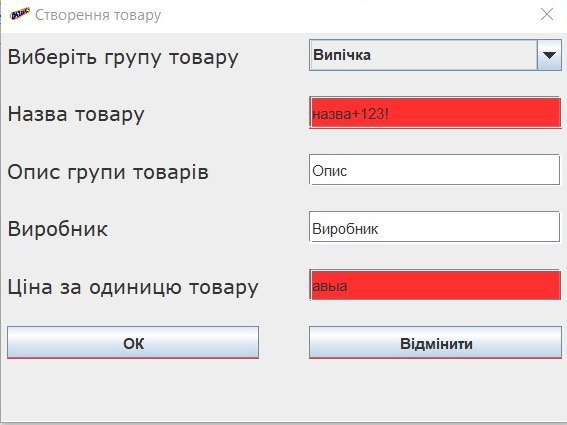 Створення товару
Виберіть групу товару
Випічка
Назва товару
назва+123!
Опис групи товарів
Опис
Виробник
Виробник
Ціна за одиницю товару
авыа
ОК
Відмінити